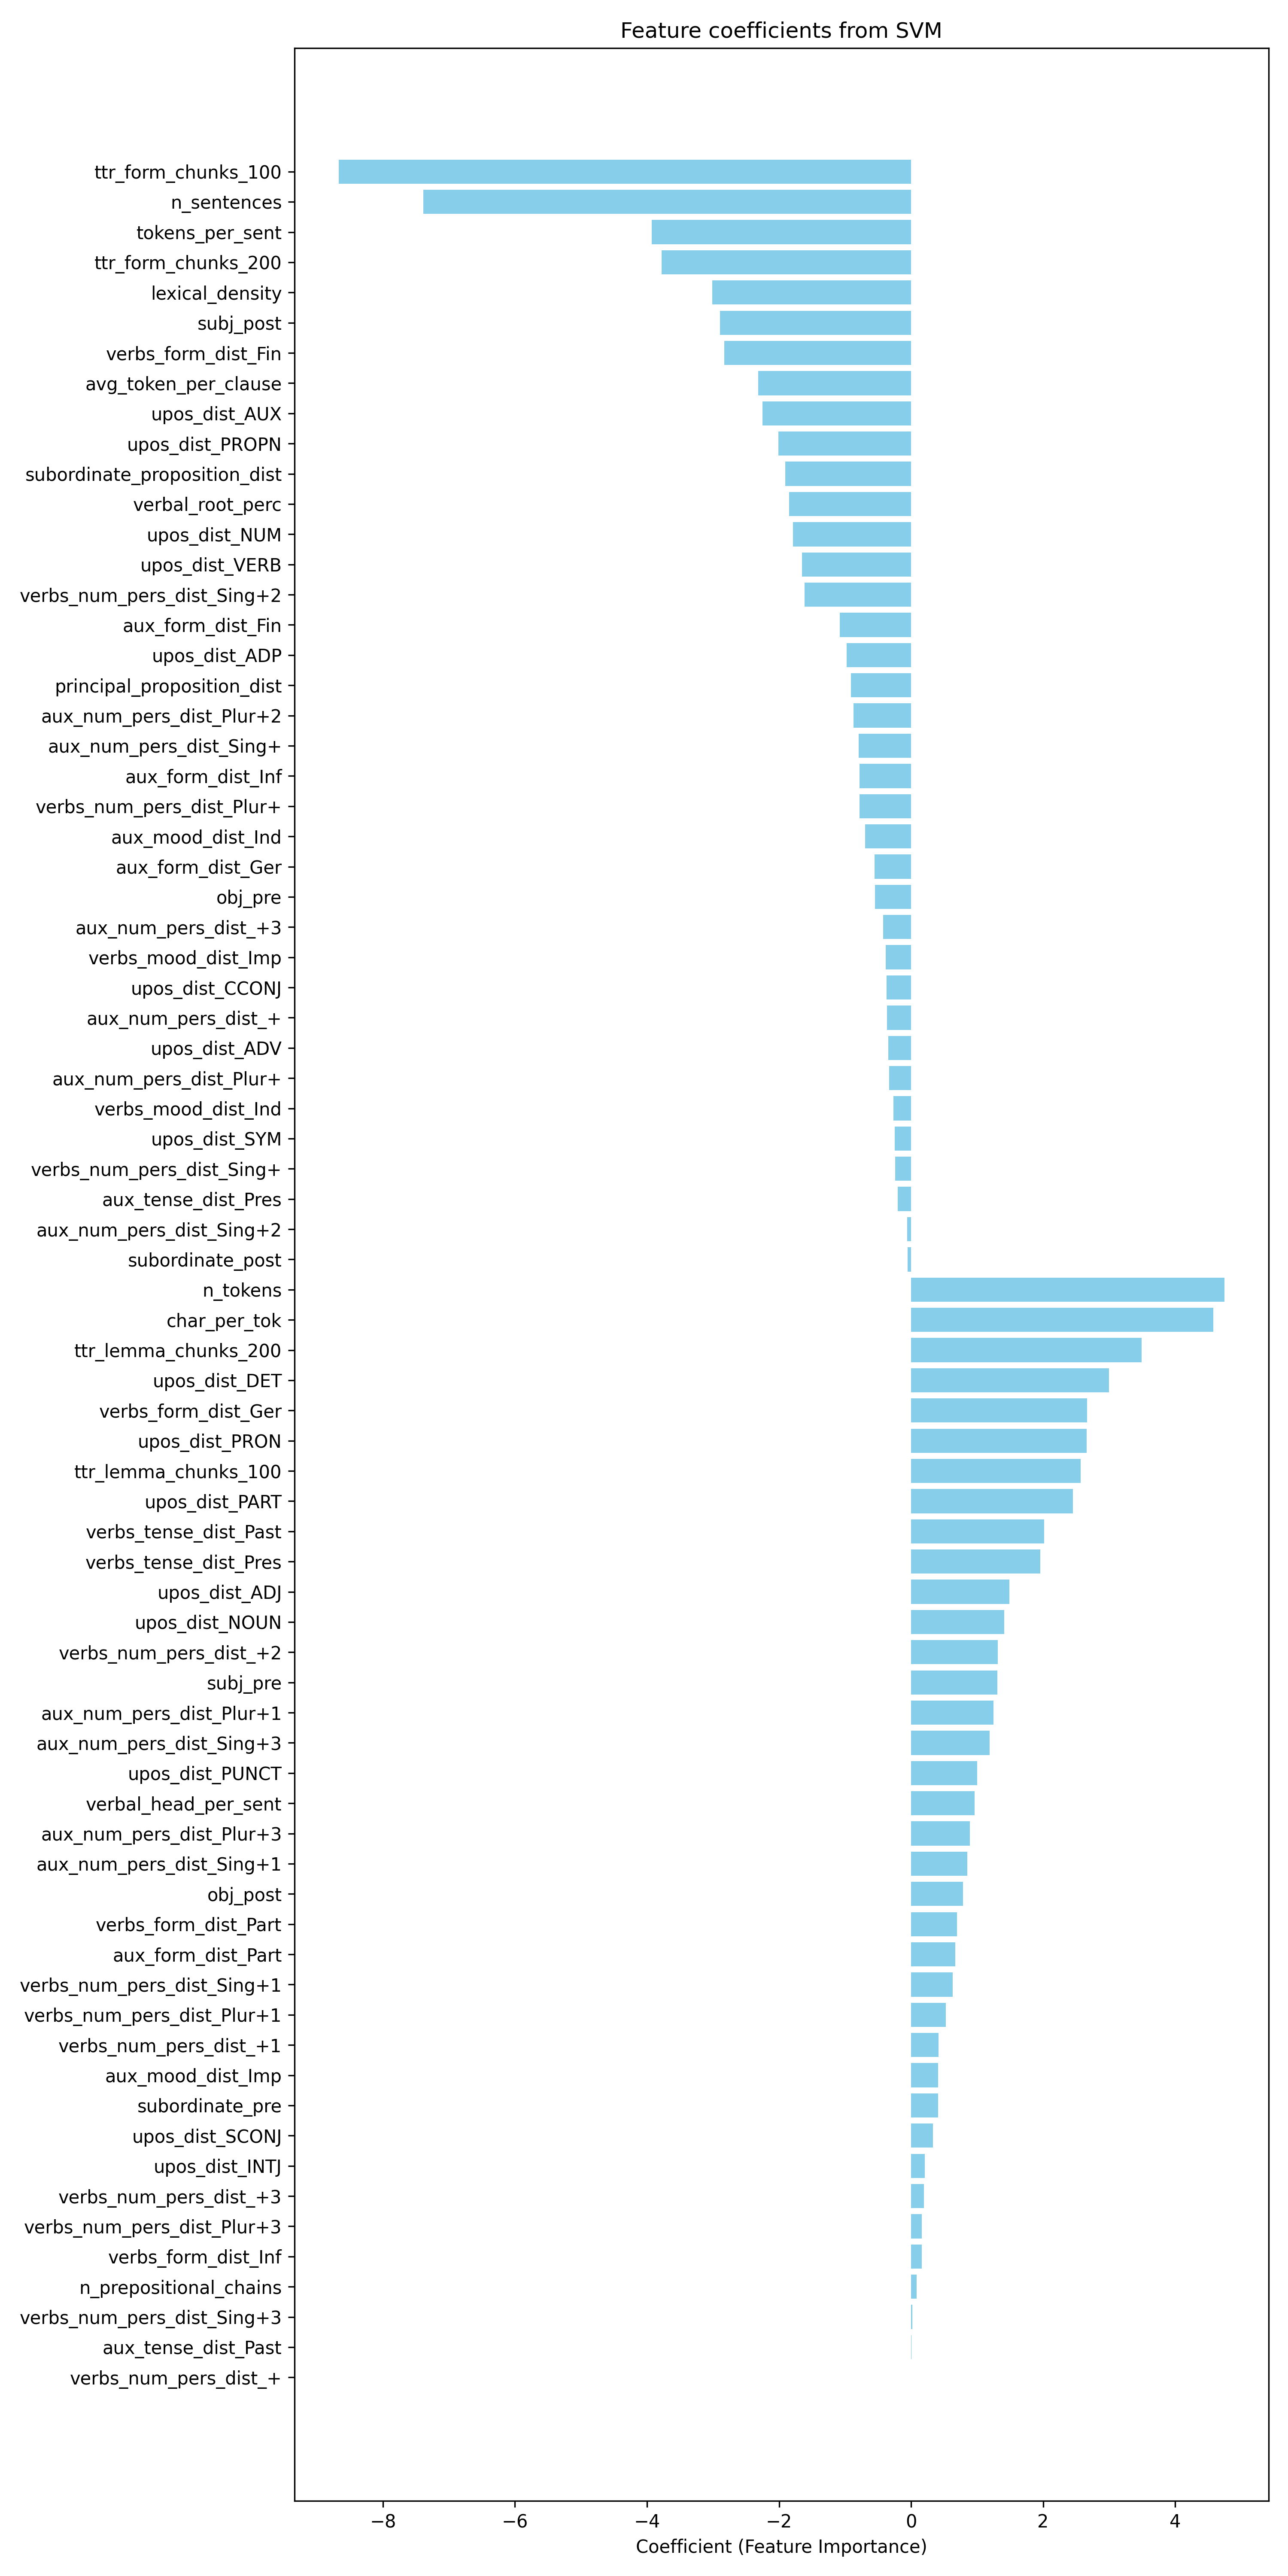 Feature coefficients from SVM
ttr_form_chunks_100
n_sentences
tokens_per_sent
ttr_form_chunks_200
lexical_density
subj_post
verbs_form_dist_Fin
avg_token_per_clause
upos_dist_AUX
upos_dist_PROPN
subordinate_proposition_dist
verbal_root_perc
upos_dist_NUM
upos_dist_VERB
verbs_num_pers_dist_Sing+2
aux_form_dist_Fin
upos_dist_ADP
principal_proposition_dist
aux_num_pers_dist_Plur+2
aux_num_pers_dist_Sing+
aux_form_dist_Inf
verbs_num_pers_dist_Plur+
aux_mood_dist_Ind
aux_form_dist_Ger
obj_pre
aux_num_pers_dist_+3
verbs_mood_dist_Imp
upos_dist_CCONJ
aux_num_pers_dist_+
upos_dist_ADV
aux_num_pers_dist_Plur+
verbs_mood_dist_Ind
upos_dist_SYM
verbs_num_pers_dist_Sing+
aux_tense_dist_Pres
aux_num_pers_dist_Sing+2
subordinate_post
n_tokens
char_per_tok
ttr_lemma_chunks_200
upos_dist_DET
verbs_form_dist_Ger
upos_dist_PRON
ttr_lemma_chunks_100
upos_dist_PART
verbs_tense_dist_Past
verbs_tense_dist_Pres
upos_dist_ADJ
upos_dist_NOUN
verbs_num_pers_dist_+2
subj_pre
aux_num_pers_dist_Plur+1
aux_num_pers_dist_Sing+3
upos_dist_PUNCT
verbal_head_per_sent
aux_num_pers_dist_Plur+3
aux_num_pers_dist_Sing+1
obj_post
verbs_form_dist_Part
aux_form_dist_Part
verbs_num_pers_dist_Sing+1
verbs_num_pers_dist_Plur+1
verbs_num_pers_dist_+1
aux_mood_dist_Imp
subordinate_pre
upos_dist_SCONJ
upos_dist_INTJ
verbs_num_pers_dist_+3
verbs_num_pers_dist_Plur+3
verbs_form_dist_Inf
n_prepositional_chains
verbs_num_pers_dist_Sing+3
aux_tense_dist_Past
verbs_num_pers_dist_+
−8 −6 −4 −2 0 2 4
Coefficient (Feature Importance)